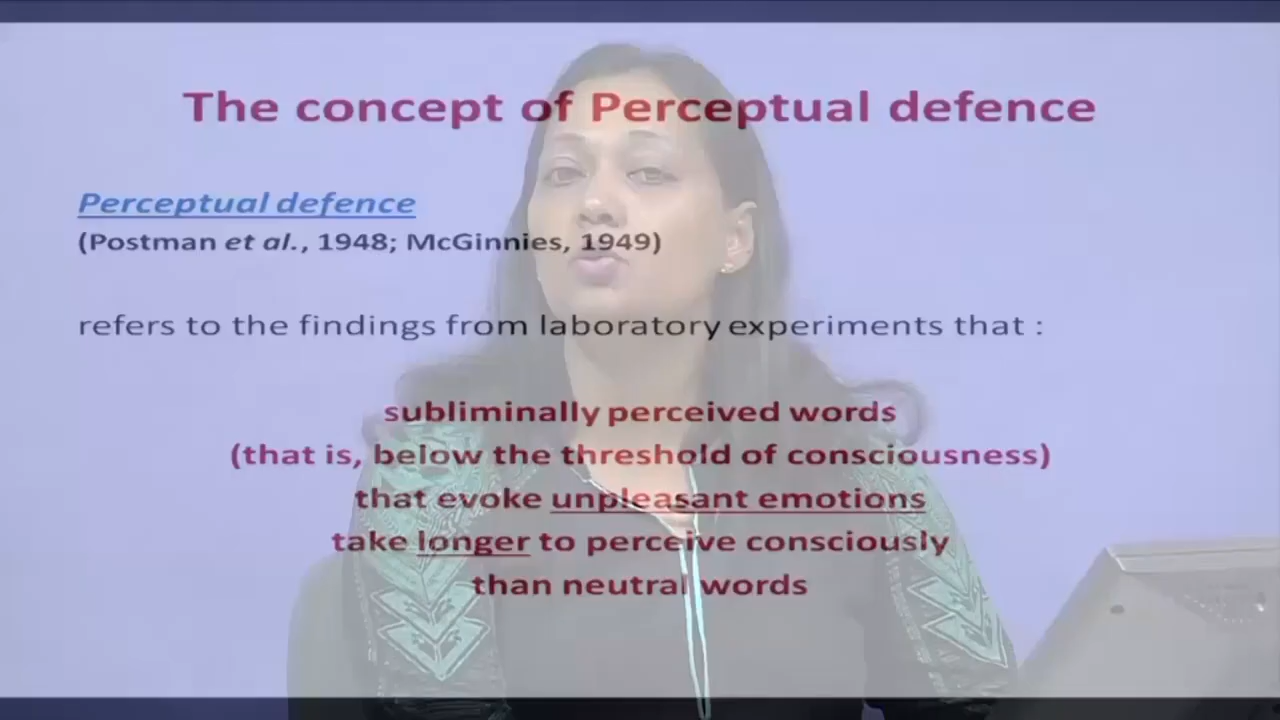 The concept of Perceptual defence
Perceptual defence
(Postman et al., 1948; McGinnies, 1949)
refers to the findings from laboratory experiments that :
subliminally perceived words
(that is, below the threshold of consciousness)
that evoke unpleasant emotions
take longer to perceive consciously
than neutral words